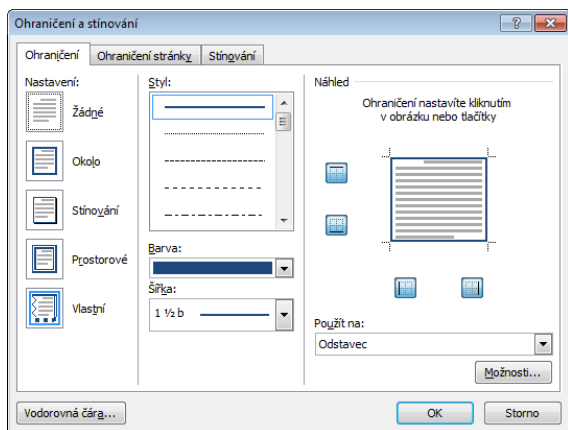 Ohraničení a stínování
Ohraničení
Ohraničení stránky
Stínování
Nastavení:
Žádné
Okolo
Stínování
Prostorové
Vlastní
Styl:
Barva:
Šířka:
1 ½ b
Náhled
Ohraničení nastavíte kliknutím
v obrázku nebo tlačítky
Použít na:
Odstavec
Možnosti...
Vodorovná čára...
OK
Storno